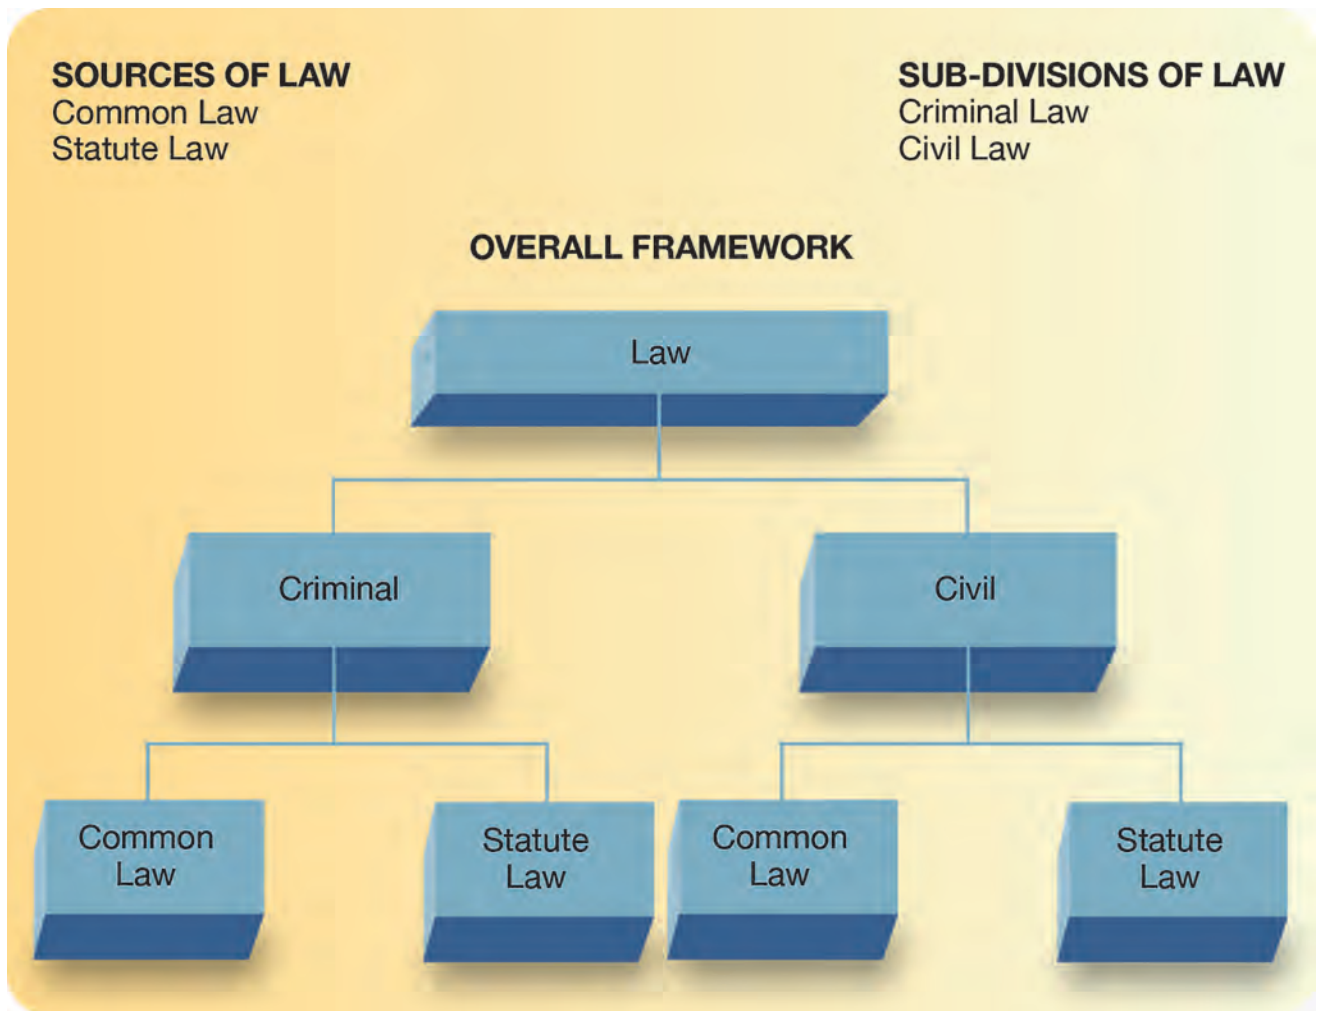 SOURCES OF LAW
Common Law
Statute Law
SUB-DIVISIONS OF LAW
Criminal Law
Civil Law
OVERALL FRAMEWORK
Law
Criminal
Civil
Common
Law
Statute
Law
Common
Law
Statute
Law